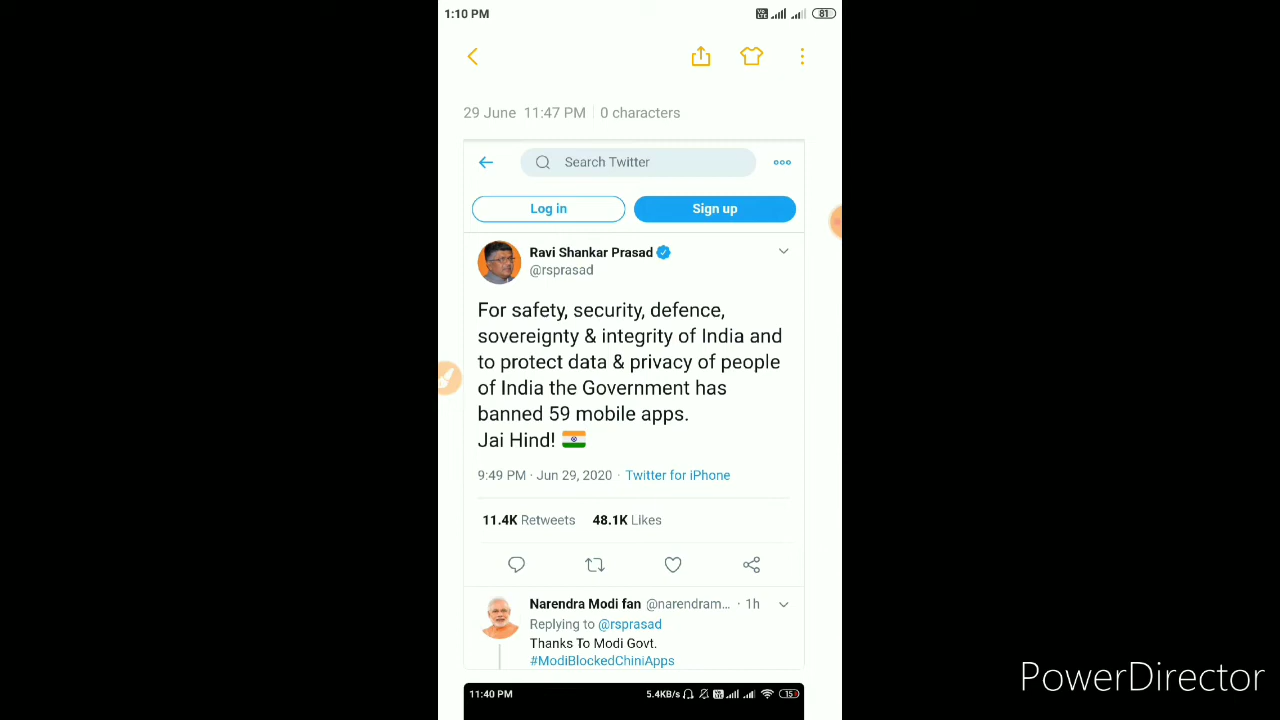 1:10 PM
Vo LTE 81
29 June 11:47 PM 0 characters
Search Twitter
Log in Sign up
Ravi Shankar Prasad
@rsprasad
For safety, security, defence,
sovereignty & integrity of India and
to protect data & privacy of people
of India the Government has
banned 59 mobile apps.
Jai Hind!
9:49 PM · Jun 29, 2020 · Twitter for iPhone
11.4K Retweets 48.1K Likes
Narendra Modi fan @narendram... · 1h
Replying to @rsprasad
Thanks To Modi Govt.
#ModiBlockedChiniApps
11:40 PM 5.4KB/s 15
PowerDirector